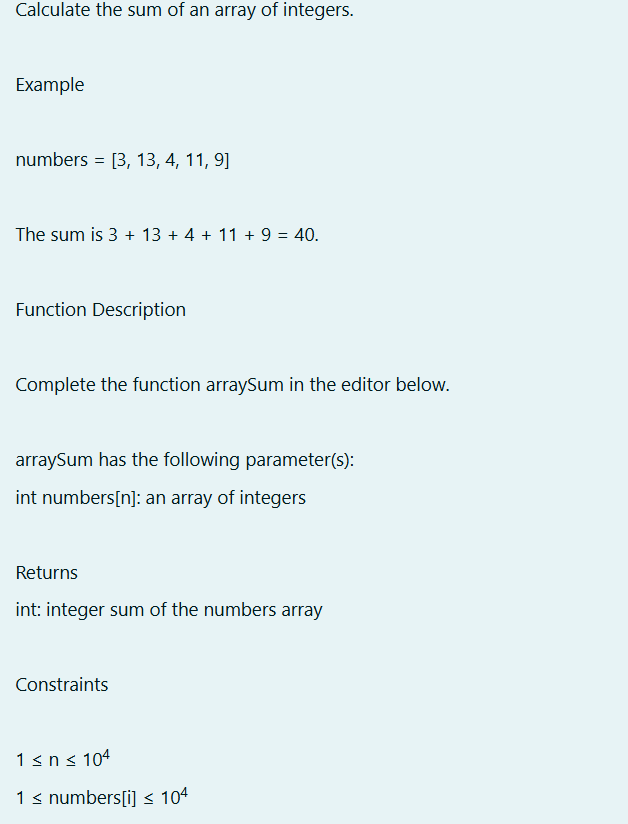 Calculate the sum of an array of integers.
Example
numbers = [3, 13, 4, 11, 9]
The sum is 3 + 13 + 4 + 11 + 9 = 40.
Function Description
Complete the function arraySum in the editor below.
arraySum has the following parameter(s):
int numbers[n]: an array of integers
Returns
int: integer sum of the numbers array
Constraints
1 ≤ n ≤ 10⁴
1 ≤ numbers[i] ≤ 10⁴